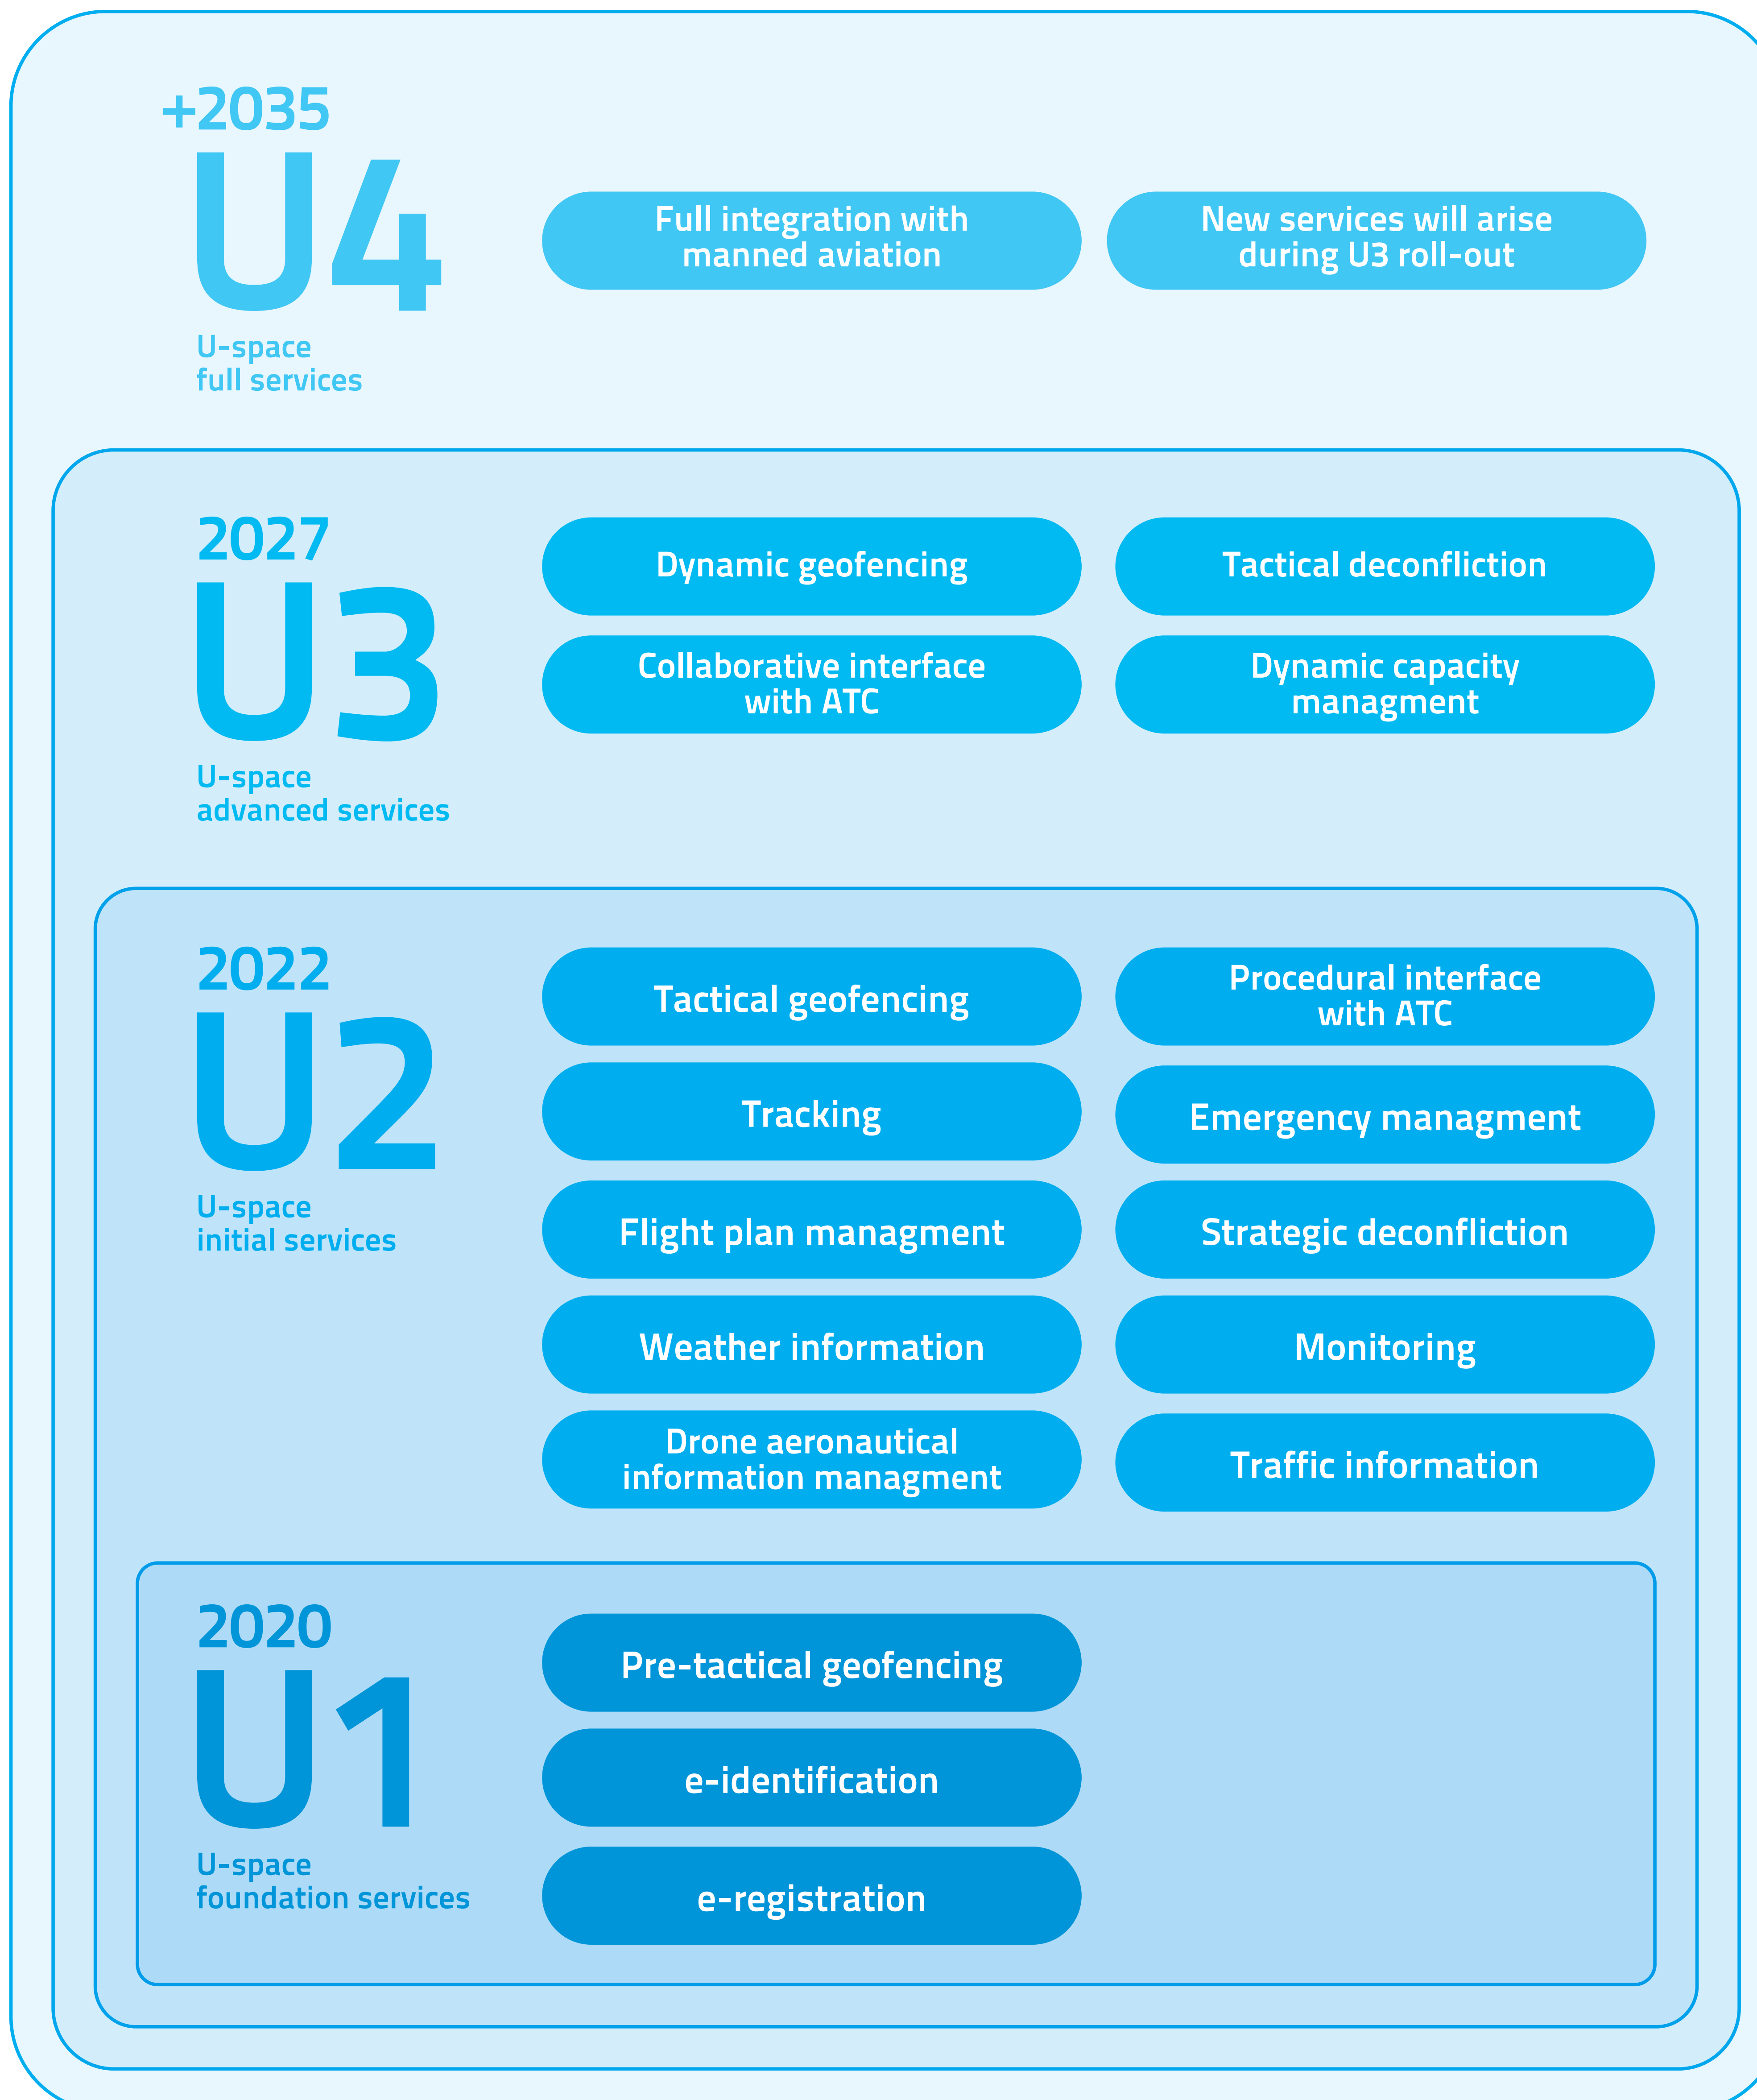 +2035
U4
U-space
full services
Full integration with
manned aviation
New services will arise
during U3 roll-out
2027
U3
U-space
advanced services
Dynamic geofencing
Tactical deconfliction
Collaborative interface
with ATC
Dynamic capacity
managment
2022
U2
U-space
initial services
Tactical geofencing
Procedural interface
with ATC
Tracking
Emergency managment
Flight plan managment
Strategic deconfliction
Weather information
Monitoring
Drone aeronautical
information managment
Traffic information
2020
U1
U-space
foundation services
Pre-tactical geofencing
e-identification
e-registration